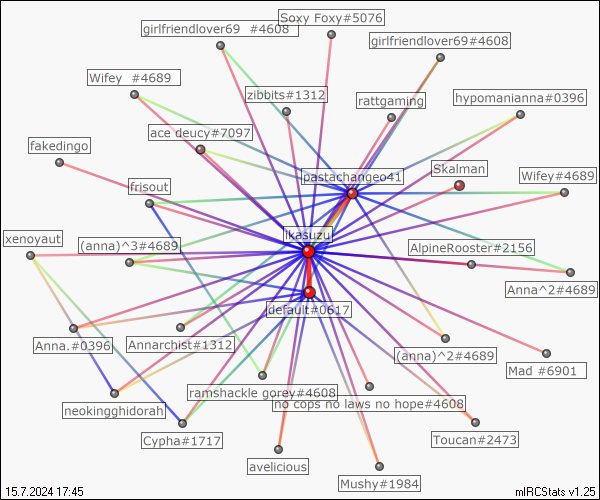 Soxy Foxy#5076
girlfriendlover69  #4608
girlfriendlover69#4608
Wifey  #4689
zibbits#1312
rattgaming
hypomanianna#0396
ace deucy#7097
fakedingo
Skalman
pastachangeo41
Wifey#4689
frisout
ikasuzu
xenoyaut
(anna)^3#4689
AlpineRooster#2156
Anna^2#4689
default#0617
Anna.#0396
Annarchist#1312
(anna)^2#4689
Mad #6901
ramshackle gorey#4608
no cops no laws no hope#4608
neokingghidorah
Cypha#1717
Toucan#2473
avelicious
Mushy#1984
15.7.2024 17:45
mIRCStats v1.25